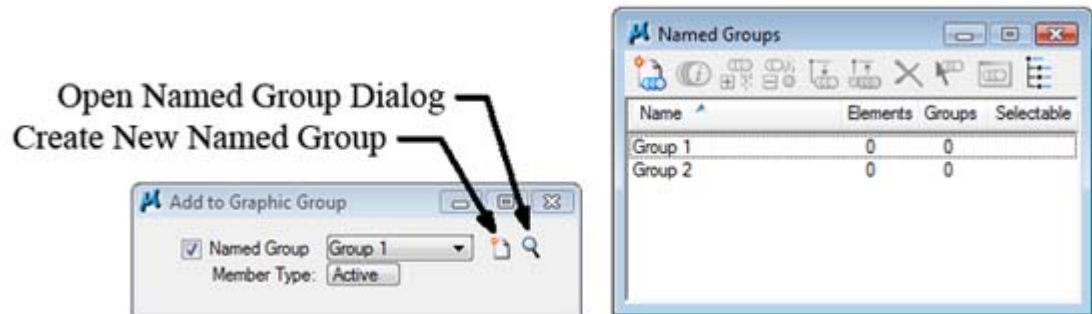 Open Named Group Dialog
Create New Named Group
Add to Graphic Group
Named Group Group 1
Member Type: Active
Named Groups
Name Elements Groups Selectable
Group 1 0 0
Group 2 0 0